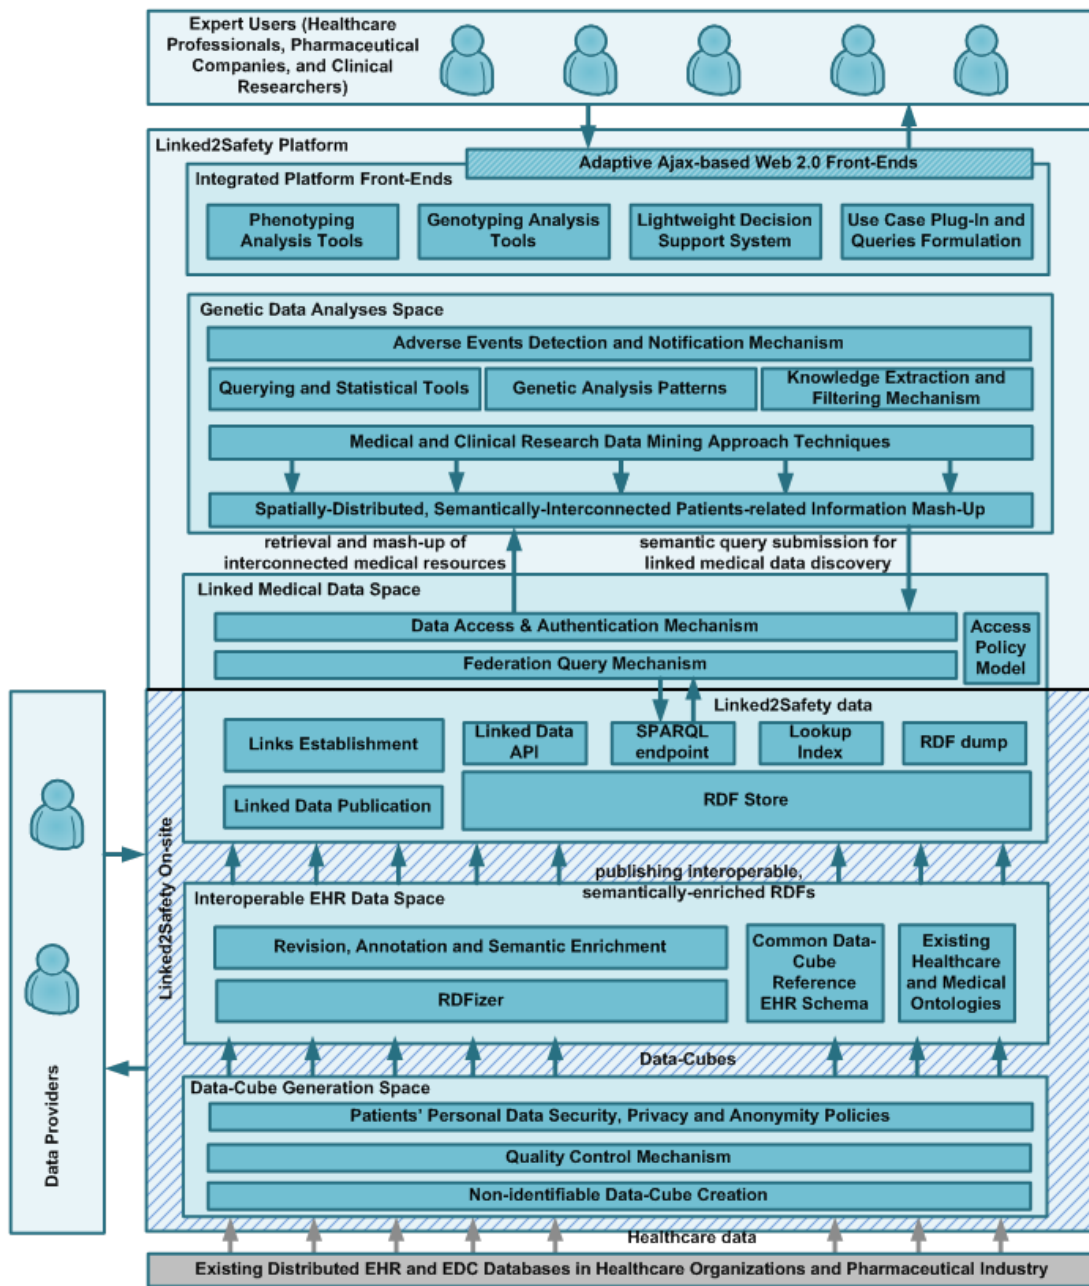 Expert Users (Healthcare
Professionals, Pharmaceutical
Companies, and Clinical
Researchers)
Linked2Safety Platform
Adaptive Ajax-based Web 2.0 Front-Ends
Integrated Platform Front-Ends
Phenotyping
Analysis Tools
Genotyping Analysis
Tools
Lightweight Decision
Support System
Use Case Plug-In and
Queries Formulation
Genetic Data Analyses Space
Adverse Events Detection and Notification Mechanism
Querying and Statistical Tools
Genetic Analysis Patterns
Knowledge Extraction and
Filtering Mechanism
Medical and Clinical Research Data Mining Approach Techniques
Spatially-Distributed, Semantically-Interconnected Patients-related Information Mash-Up
retrieval and mash-up of
interconnected medical resources
semantic query submission for
linked medical data discovery
Linked Medical Data Space
Data Access & Authentication Mechanism
Federation Query Mechanism
Access
Policy
Model
Linked2Safety data
Links Establishment
Linked Data
API
SPARQL
endpoint
Lookup
Index
RDF dump
Linked Data Publication
RDF Store
Data Providers
Linked2Safety On-site
publishing interoperable,
semantically-enriched RDFs
Interoperable EHR Data Space
Revision, Annotation and Semantic Enrichment
RDFizer
Common Data-
Cube
Reference
EHR Schema
Existing
Healthcare
and Medical
Ontologies
Data-Cubes
Data-Cube Generation Space
Patients' Personal Data Security, Privacy and Anonymity Policies
Quality Control Mechanism
Non-identifiable Data-Cube Creation
Healthcare data
Existing Distributed EHR and EDC Databases in Healthcare Organizations and Pharmaceutical Industry